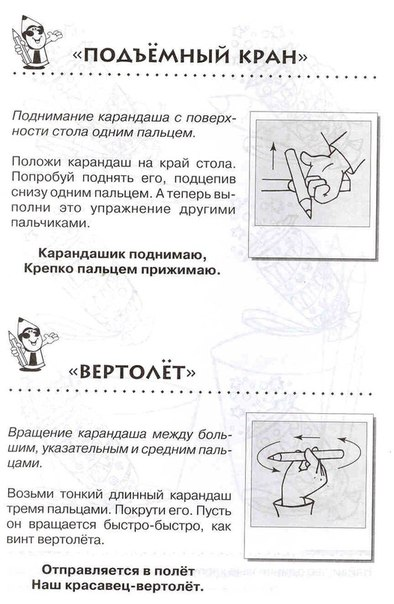 «ПОДЪЁМНЫЙ КРАН»
Поднимание карандаша с поверх-
ности стола одним пальцем.
Положи карандаш на край стола.
Попробуй поднять его, подцепив
снизу одним пальцем. А теперь вы-
полни это упражнение другими
пальчиками.
Карандашик поднимаю,
Крепко пальцем прижимаю.
«ВЕРТОЛЁТ»
Вращение карандаша между боль-
шим, указательным и средним паль-
цами.
Возьми тонкий длинный карандаш
тремя пальцами. Покрути его. Пусть
он вращается быстро-быстро, как
винт вертолёта.
Отправляется в полёт
Наш красавец-вертолёт.